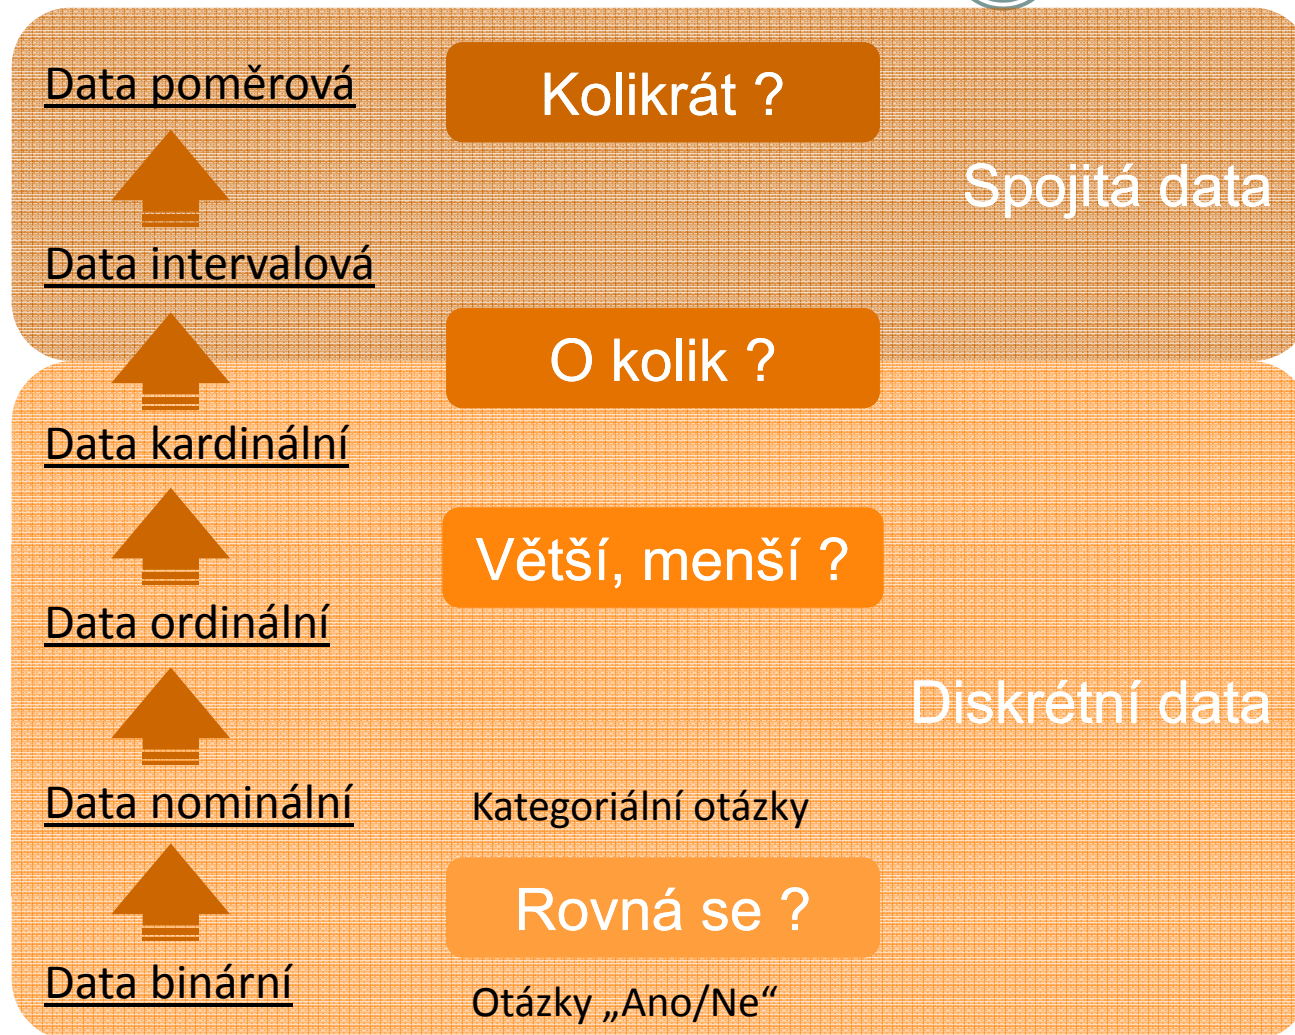 Data poměrová
Kolikrát ?
Spojitá data
Data intervalová
O kolik ?
Data kardinální
Větší, menší ?
Data ordinální
Diskrétní data
Data nominální
Kategoriální otázky
Rovná se ?
Data binární
Otázky „Ano/Ne“